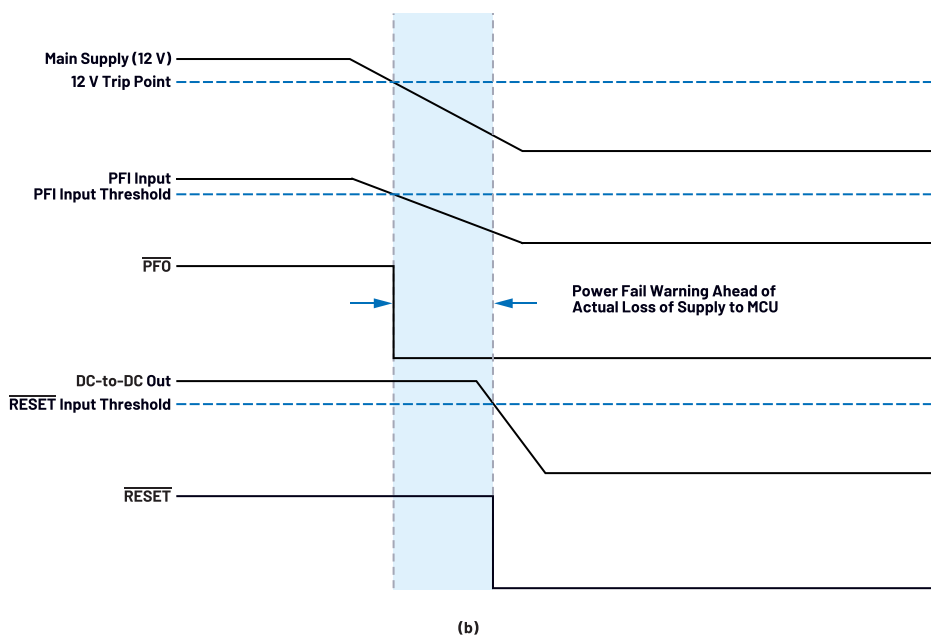 Main Supply (12 V)
12 V Trip Point
PFI Input
PFI Input Threshold
PFO
Power Fail Warning Ahead of
Actual Loss of Supply to MCU
DC-to-DC Out
RESET Input Threshold
RESET
(b)